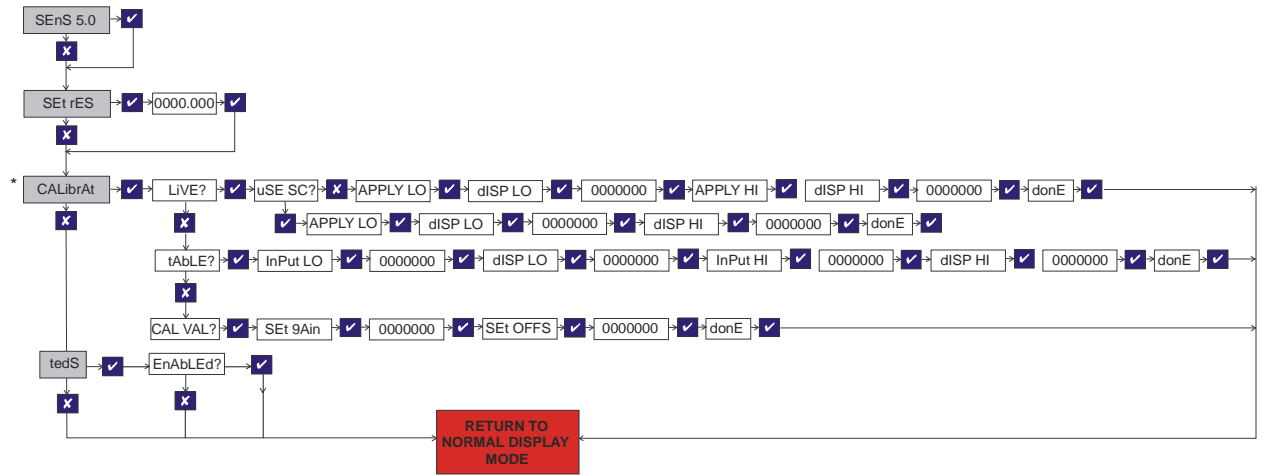 SEnS 5.0 ✔
✘
SEt rES ✔ 0000.000 ✔
✘
* CALibrAt ✔ LiVE? ✔ uSE SC? ✘ APPLY LO ✔ dISP LO ✔ 0000000 ✔ APPLY HI ✔ dISP HI ✔ 0000000 ✔ donE ✔
✘ ✘ ✔ APPLY LO ✔ dISP LO ✔ 0000000 ✔ dISP HI ✔ 0000000 ✔ donE ✔
tAbLE? ✔ InPut LO ✔ 0000000 ✔ dISP LO ✔ 0000000 ✔ InPut HI ✔ 0000000 ✔ dISP HI ✔ 0000000 ✔ donE ✔
✘
CAL VAL? ✔ SEt 9Ain ✔ 0000000 ✔ SEt OFFS ✔ 0000000 ✔ donE ✔
tedS ✔ EnAbLEd? ✔
✘ ✘
RETURN TO
NORMAL DISPLAY
MODE